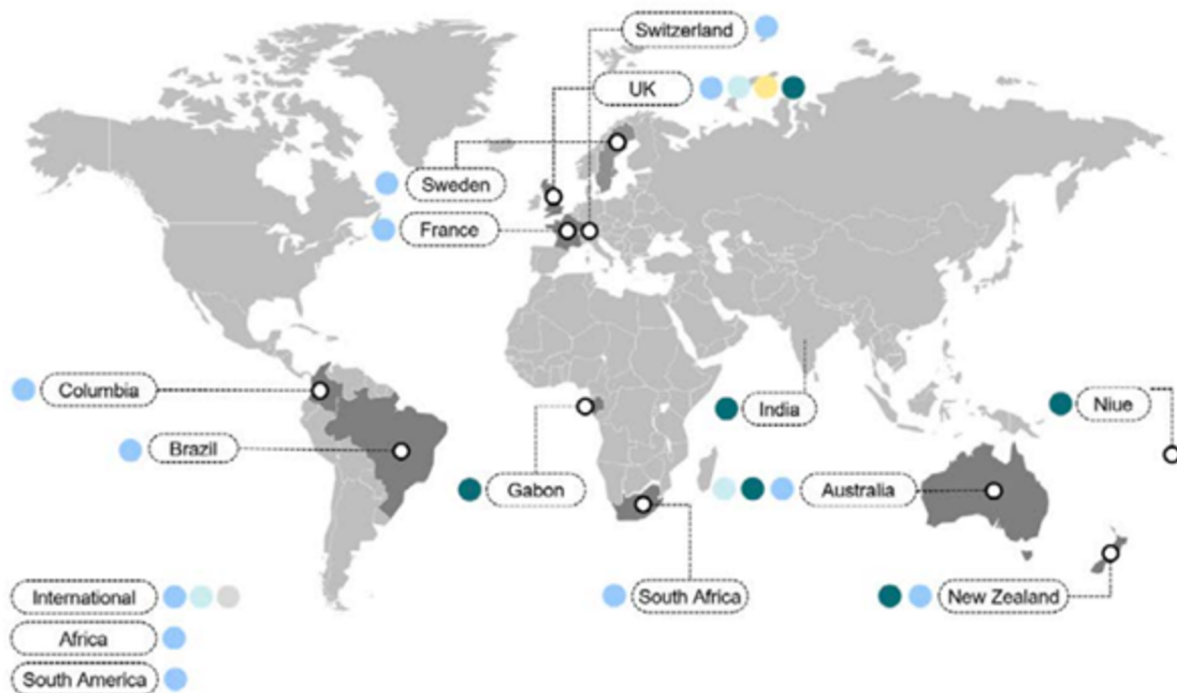 Switzerland
UK
Sweden
France
Columbia
India
Niue
Brazil
Gabon
Australia
International
South Africa
New Zealand
Africa
South America